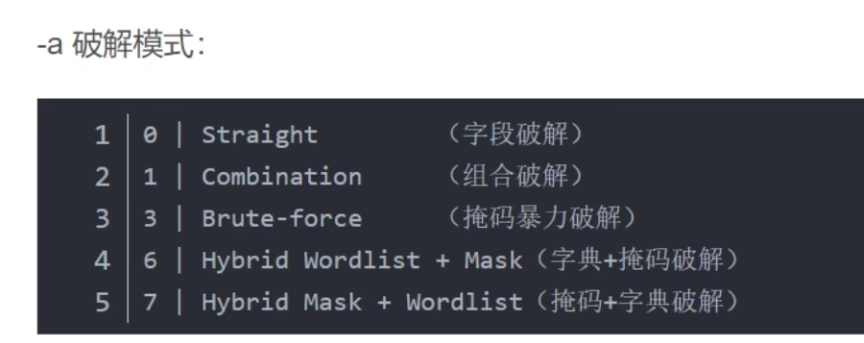 -a 破解模式：
1 0 | Straight （字段破解）
2 1 | Combination （组合破解）
3 3 | Brute-force （掩码暴力破解）
4 6 | Hybrid Wordlist + Mask（字典+掩码破解）
5 7 | Hybrid Mask + Wordlist（掩码+字典破解）